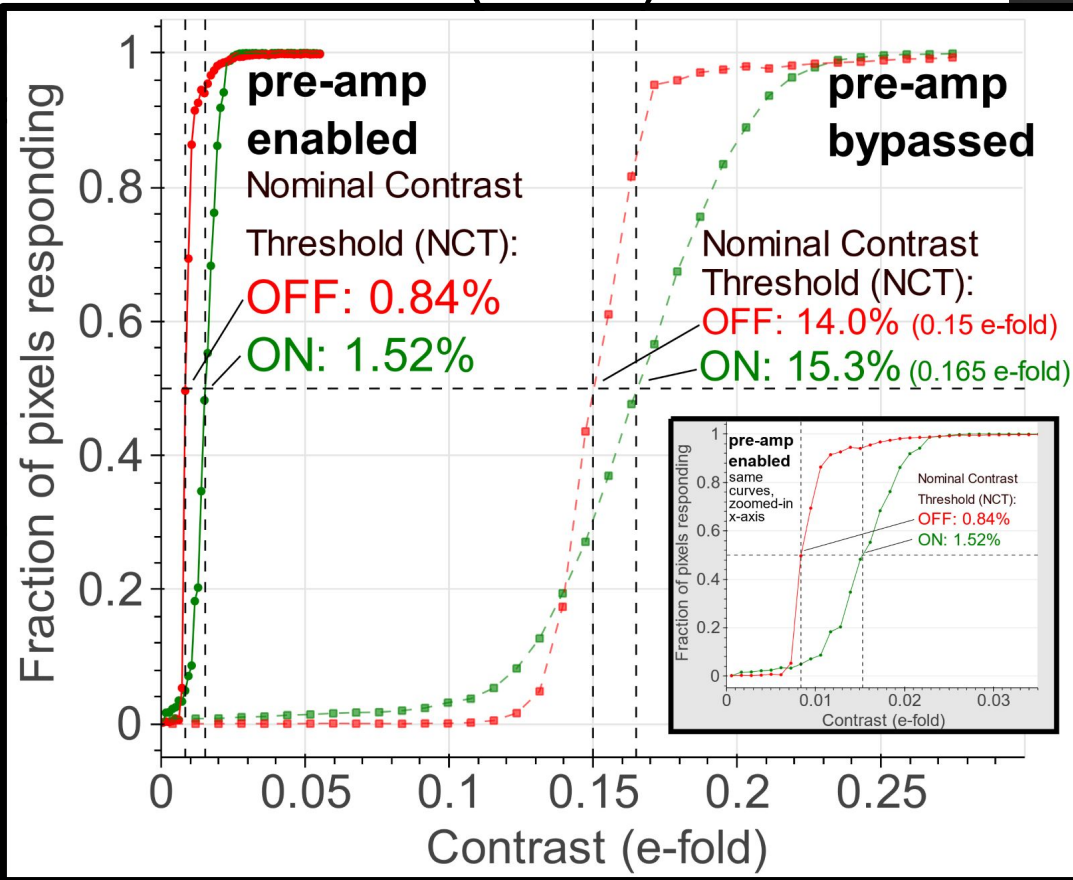 Fraction of pixels responding
1
0.8
0.6
0.4
0.2
0
0
0.05
0.1
0.15
0.2
0.25
Contrast (e-fold)
pre-amp
enabled
Nominal Contrast
Threshold (NCT):
OFF: 0.84%
ON: 1.52%
pre-amp
bypassed
Nominal Contrast
Threshold (NCT):
OFF: 14.0% (0.15 e-fold)
ON: 15.3% (0.165 e-fold)
Fraction of pixels responding
1
0.8
0.6
0.4
0.2
0
0
0.01
0.02
0.03
Contrast (e-fold)
pre-amp
enabled
same
curves,
zoomed-in
x-axis
Nominal Contrast
Threshold (NCT):
OFF: 0.84%
ON: 1.52%